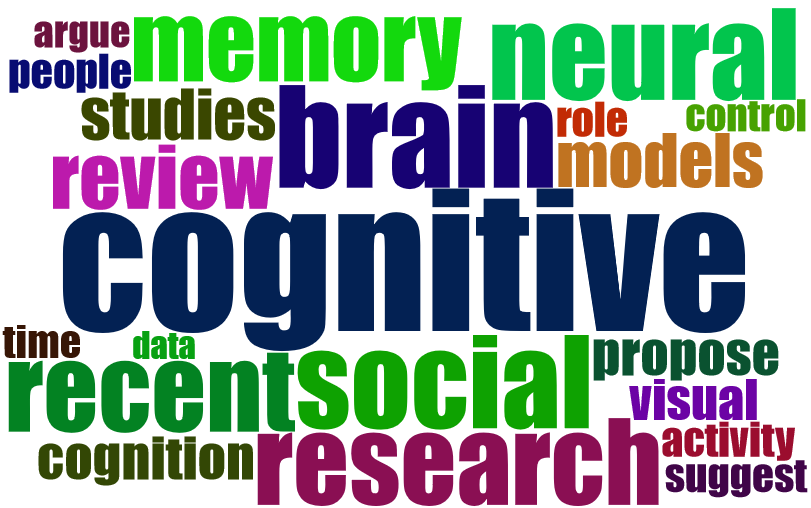 argue memory neural
people
studies brain role control
review models
cognitive
time data propose
recent social visual
cognition research activity
suggest